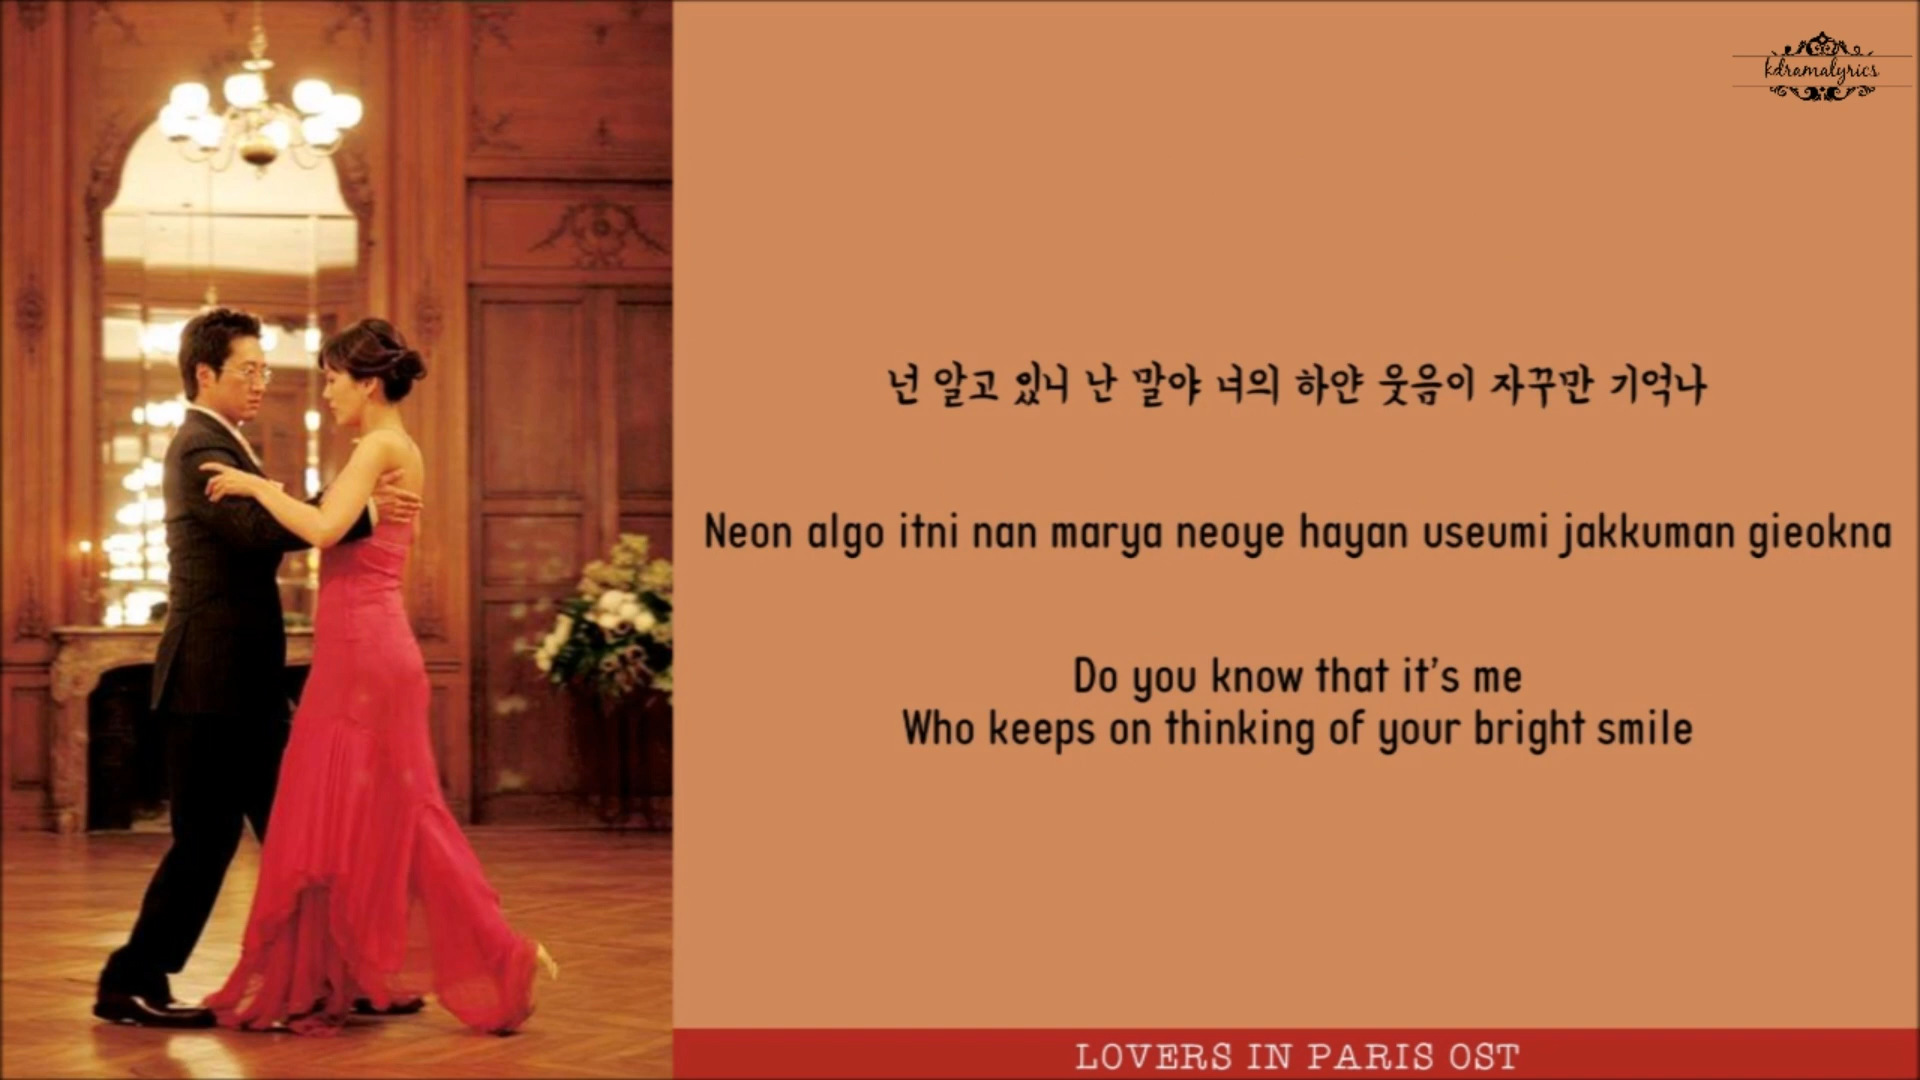 kdramalyrics
넌 알고 있니 난 말야 너의 하얀 웃음이 자꾸만 기억나
Neon algo itni nan marya neoye hayan useumi jakkuman gieokna
Do you know that it's me
Who keeps on thinking of your bright smile
LOVERS IN PARIS OST